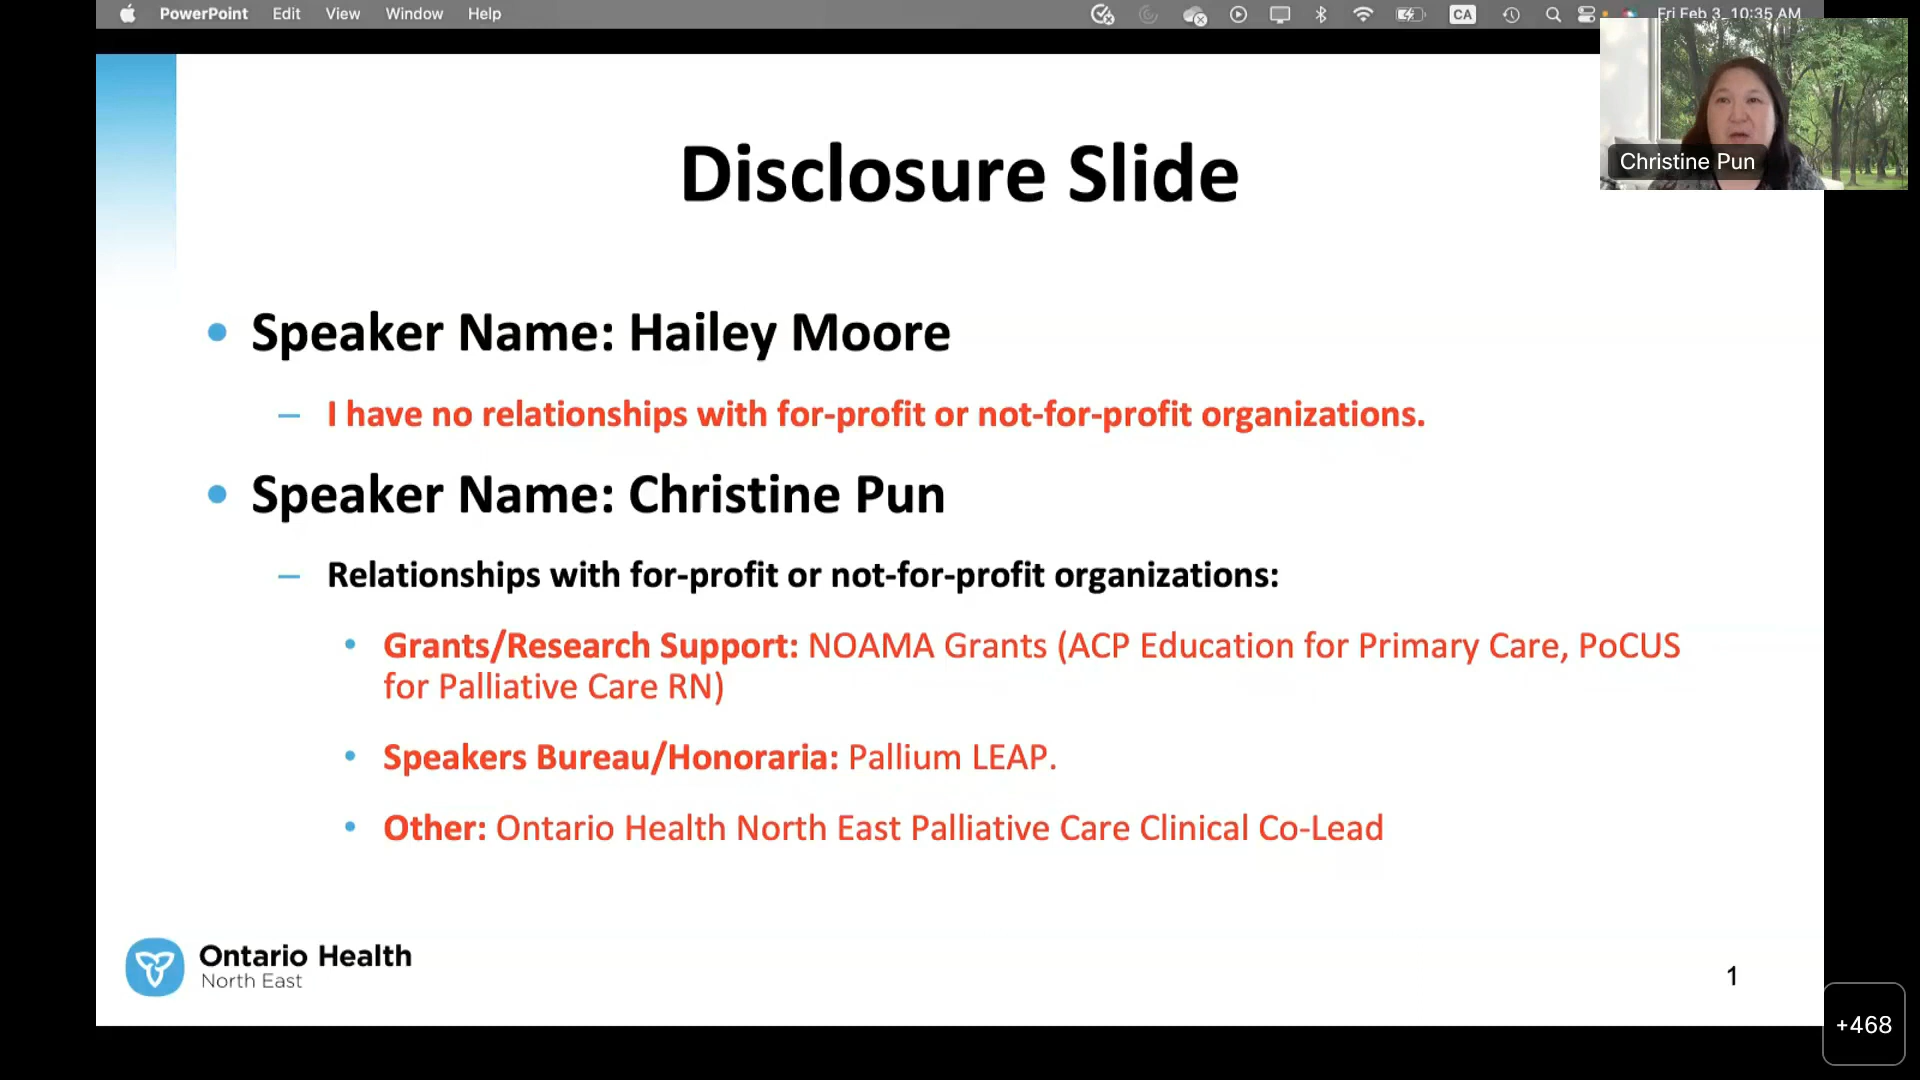 PowerPoint Edit View Window Help
CA
Fri Feb 3 10:35 AM
Christine Pun
Disclosure Slide
• Speaker Name: Hailey Moore
– I have no relationships with for-profit or not-for-profit organizations.
• Speaker Name: Christine Pun
– Relationships with for-profit or not-for-profit organizations:
• Grants/Research Support: NOAMA Grants (ACP Education for Primary Care, PoCUS
for Palliative Care RN)
• Speakers Bureau/Honoraria: Pallium LEAP.
• Other: Ontario Health North East Palliative Care Clinical Co-Lead
Ontario Health
North East
1
+468